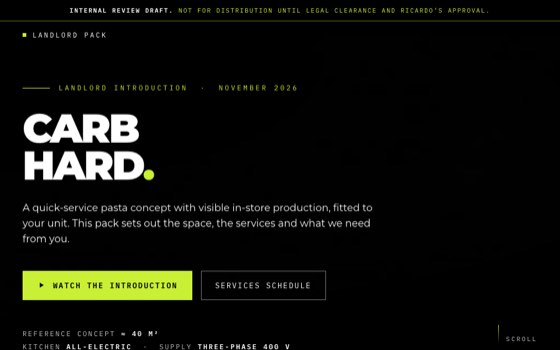 INTERNAL REVIEW DRAFT. NOT FOR DISTRIBUTION UNTIL LEGAL CLEARANCE AND RICARDO'S APPROVAL.
LANDLORD PACK
LANDLORD INTRODUCTION · NOVEMBER 2026
CARB
HARD.
A quick-service pasta concept with visible in-store production, fitted to
your unit. This pack sets out the space, the services and what we need
from you.
WATCH THE INTRODUCTION
SERVICES SCHEDULE
REFERENCE CONCEPT ≈ 40 M²
KITCHEN ALL-ELECTRIC · SUPPLY THREE-PHASE 400 V
SCROLL